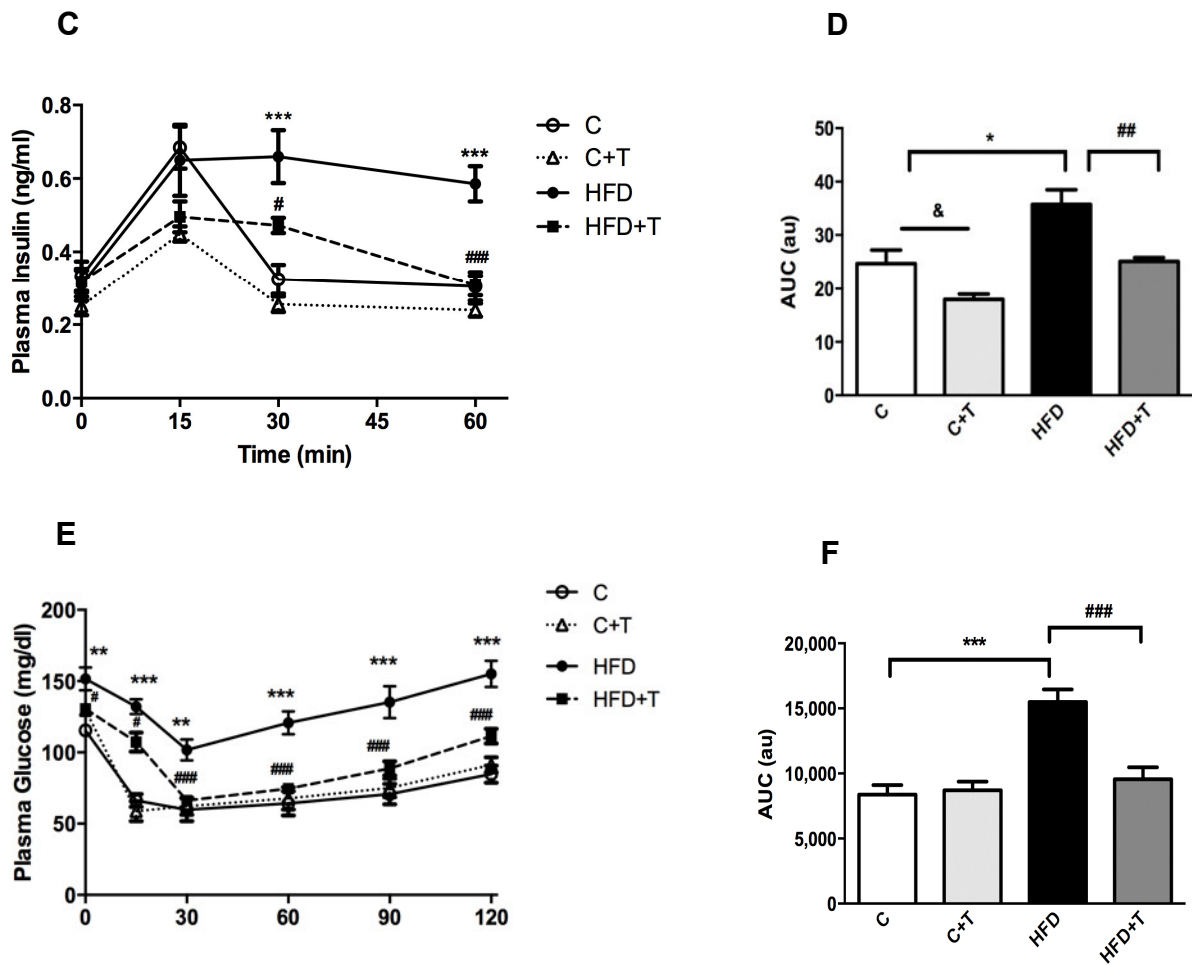 C
Plasma Insulin (ng/ml)
0.8
0.6
0.4
0.2
0.0
0 15 30 45 60
Time (min)
***
***
#
###
C
C+T
HFD
HFD+T
D
AUC (au)
50
40
30
20
10
0
*
##
&
C C+T HFD HFD+T
E
Plasma Glucose (mg/dl)
200
150
100
50
0
0 30 60 90 120
**
***
**
***
***
***
#
#
###
###
###
###
C
C+T
HFD
HFD+T
F
AUC (au)
20,000
15,000
10,000
5,000
0
***
###
C C+T HFD HFD+T